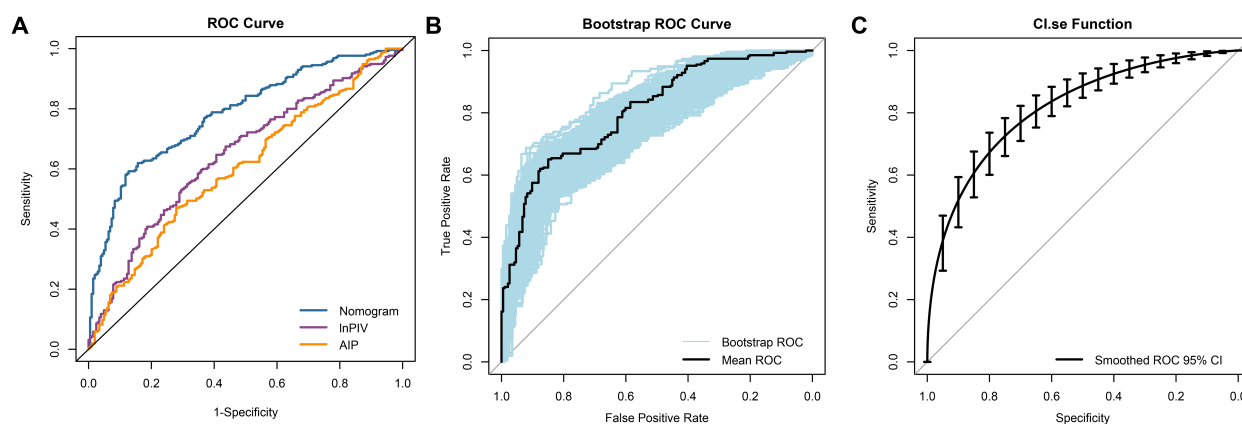 A
ROC Curve
Sensitivity
1.0
0.8
0.6
0.4
0.2
0.0
Nomogram
lnPIV
AIP
0.0 0.2 0.4 0.6 0.8 1.0
1-Specificity
B
Bootstrap ROC Curve
True Positive Rate
1.0
0.8
0.6
0.4
0.2
0.0
Bootstrap ROC
Mean ROC
1.0 0.8 0.6 0.4 0.2 0.0
False Positive Rate
C
CI.se Function
Sensitivity
1.0
0.8
0.6
0.4
0.2
0.0
Smoothed ROC 95% CI
1.0 0.8 0.6 0.4 0.2 0.0
Specificity